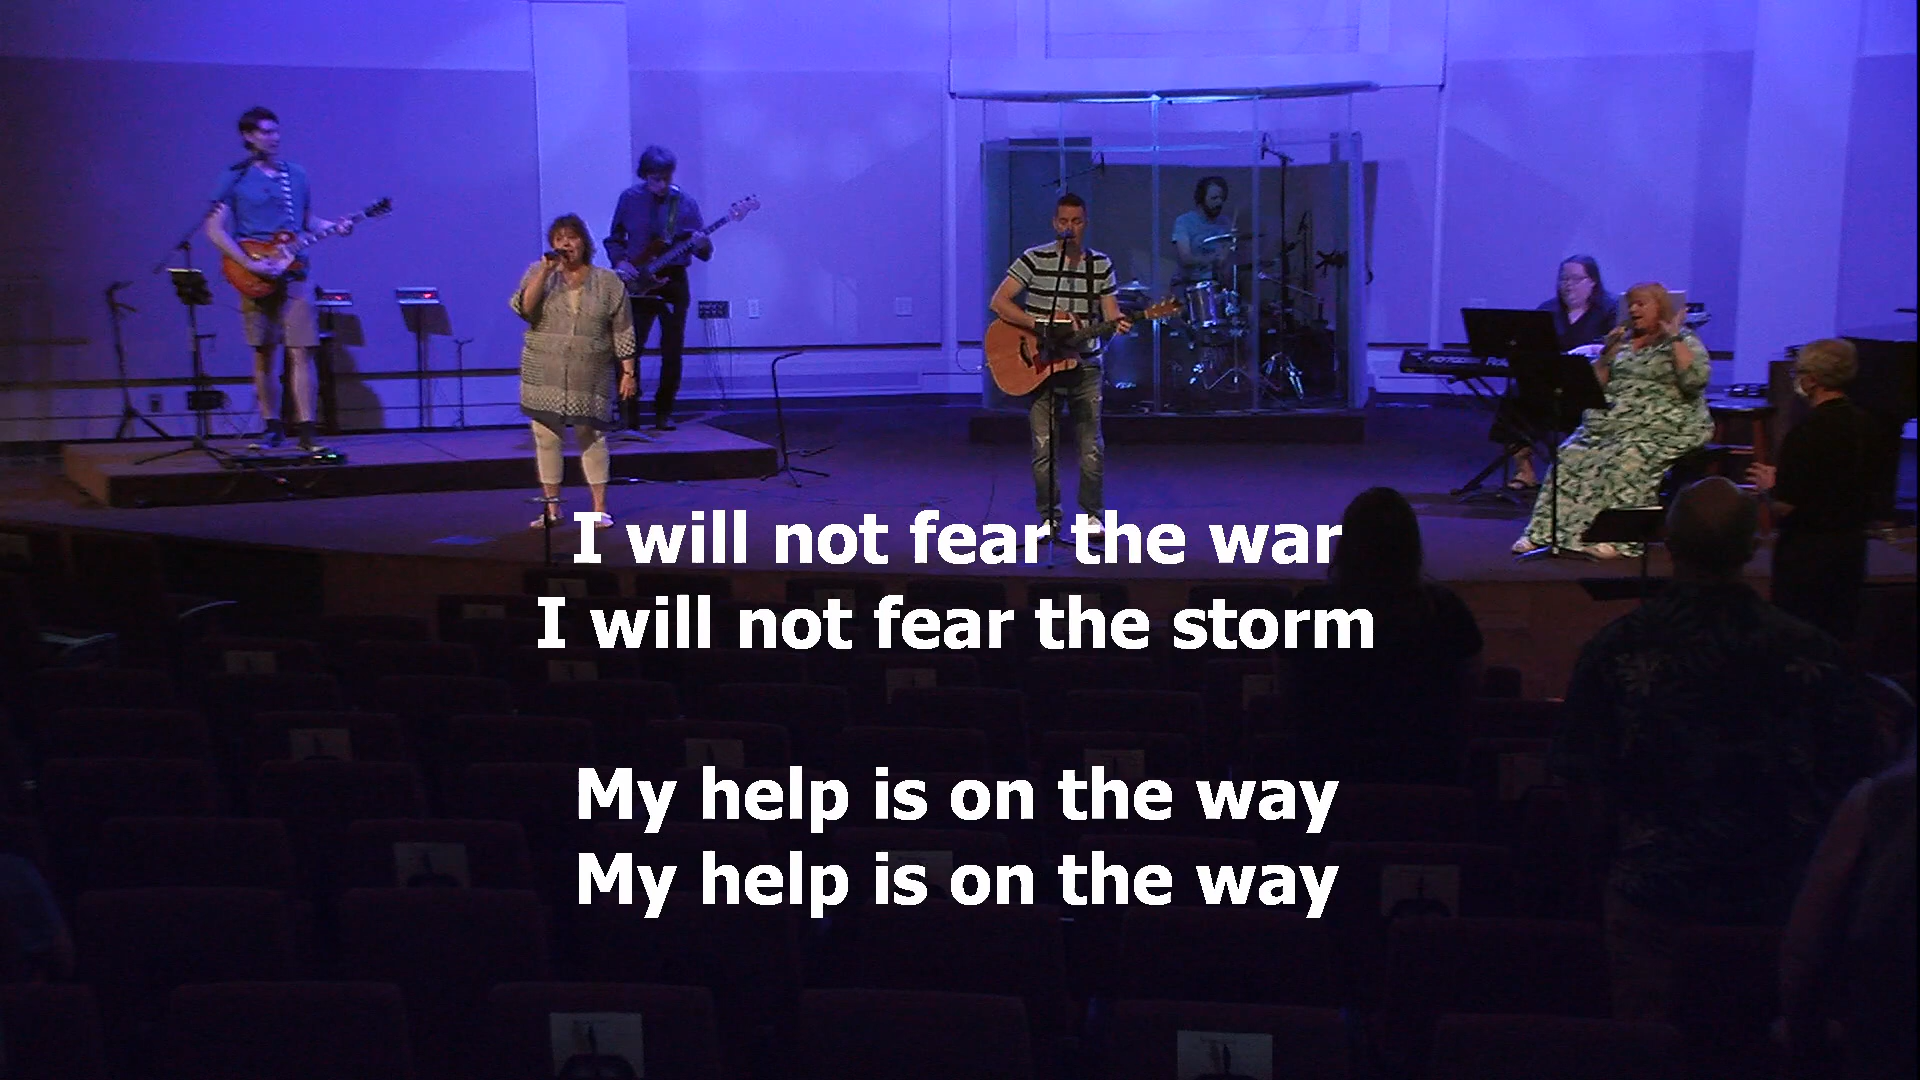 Roland
I will not fear the war
I will not fear the storm
My help is on the way
My help is on the way